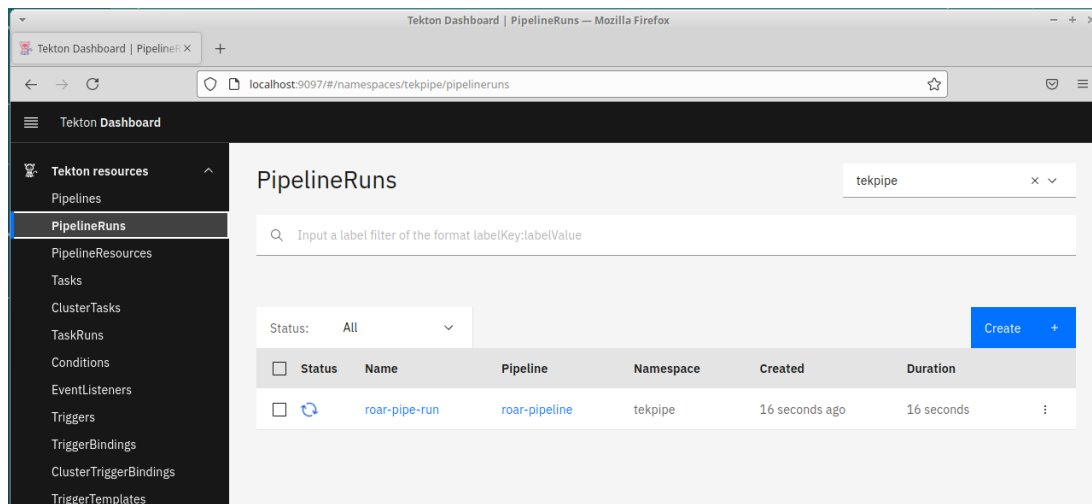 Tekton Dashboard | PipelineRuns — Mozilla Firefox
Tekton Dashboard | PipelineR
localhost:9097/#/namespaces/tekpipe/pipelineruns
Tekton Dashboard
Tekton resources
Pipelines
PipelineRuns
PipelineResources
Tasks
ClusterTasks
TaskRuns
Conditions
EventListeners
Triggers
TriggerBindings
ClusterTriggerBindings
TriggerTemplates
PipelineRuns
tekpipe
Input a label filter of the format labelKey:labelValue
Status: All
Create +
Status Name Pipeline Namespace Created Duration
roar-pipe-run roar-pipeline tekpipe 16 seconds ago 16 seconds